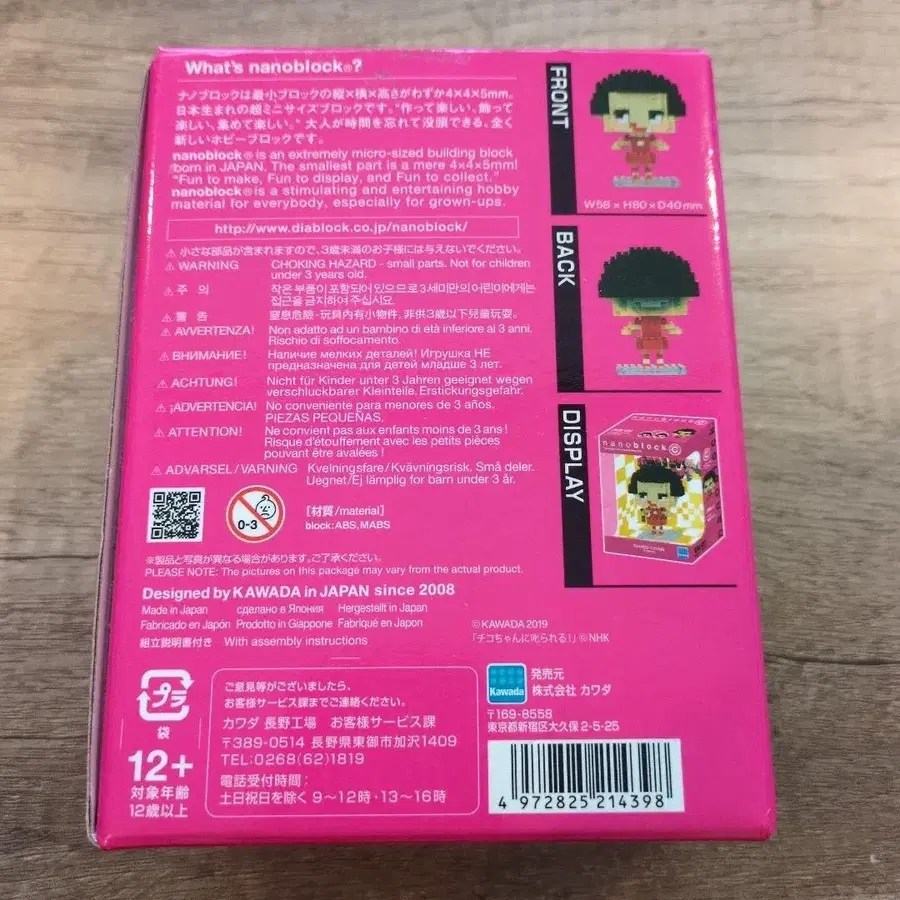 What's nanoblock®?
ナノブロックは最小ブロックの縦×横×高さがわずか4×4×5mm。
日本生まれの超ミニサイズブロックです。"作って楽しい、飾って
楽しい、集めて楽しい。" 大人が時間を忘れて没頭できる、全く
新しいホビーブロックです。
nanoblock® is an extremely micro-sized building block
born in JAPAN. The smallest part is a mere 4×4×5mm!
"Fun to make, Fun to display, and Fun to collect,"
nanoblock® is a stimulating and entertaining hobby
material for everybody, especially for grown-ups.
http://www.diablock.co.jp/nanoblock/
⚠ 小さな部品が含まれますので、3歳未満のお子様には与えないでください。
⚠ WARNING CHOKING HAZARD - small parts. Not for children
under 3 years old.
⚠ 주 의 작은 부품이 포함되어 있으므로 3세미만의 어린이에게는
접근을 금지하여 주십시요.
⚠ 警 告 窒息危險-玩具內有小物件, 非供3歲以下兒童玩耍.
⚠ AVVERTENZA! Non adatto ad un bambino di età inferiore ai 3 anni.
Rischio di soffocamento.
⚠ ВНИМАНИЕ! Наличие мелких деталей! Игрушка НЕ
предназначена для детей младше 3 лет.
⚠ ACHTUNG! Nicht für Kinder unter 3 Jahren geeignet wegen
verschluckbarer Kleinteile. Erstickungsgefahr.
⚠ ¡ADVERTENCIA! No conveniente para menores de 3 años.
PIEZAS PEQUEÑAS.
⚠ ATTENTION! Ne convient pas aux enfants moins de 3 ans!
Risque d'étouffement avec les petits pièces
pouvant être avalées!
⚠ ADVARSEL/VARNING Kvelningsfare/Kvävningsrisk. Små deler.
Uegnet/Ej lämplig for barn under 3 år.
0-3
[材質/material]
block:ABS,MABS
※製品と写真が異なる場合があります。ご了承ください。
PLEASE NOTE: The pictures on this package may vary from the actual product.
Designed by KAWADA in JAPAN since 2008
Made in Japan сделано в Япония Hergestellt in Japan
Fabricado en Japón Prodotto in Giappone Fabriqué en Japon
組立説明書付き With assembly instructions
©KAWADA 2019
「チコちゃんに叱られる!」©NHK
プラ
袋
12+
対象年齢
12歳以上
ご意見等がございましたら、
お客様サービス課までご連絡ください。
カワダ 長野工場 お客様サービス課
〒389-0514 長野県東御市加沢1409
TEL:0268(62)1819
電話受付時間:
土日祝日を除く 9~12時・13~16時
Kawada
発売元
株式会社 カワダ
〒169-8558
東京都新宿区大久保2-5-25
4 972825 214398
FRONT
W58×H80×D40mm
BACK
DISPLAY
nanoblock